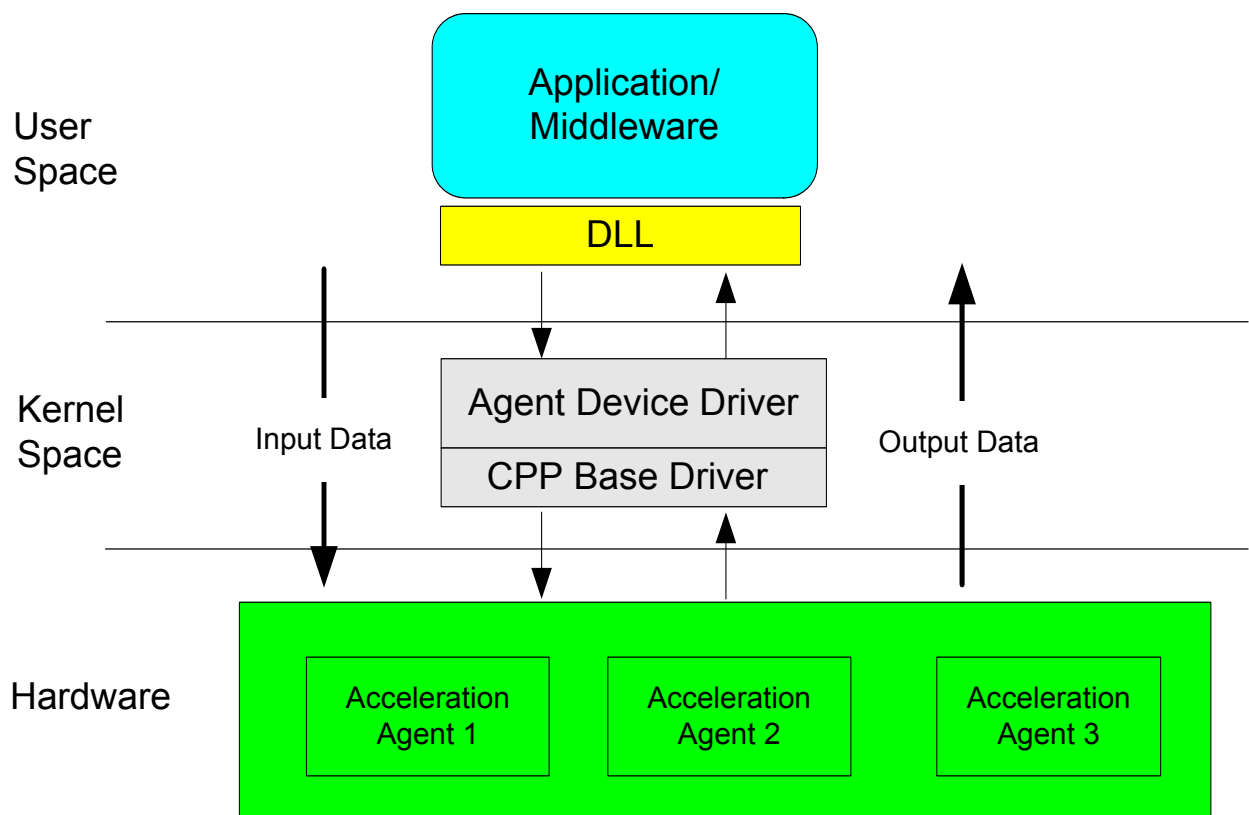 Application/
Middleware
User
Space
DLL
Agent Device Driver
Kernel
Space
Input Data
Output Data
CPP Base Driver
Hardware
Acceleration
Agent 1
Acceleration
Agent 2
Acceleration
Agent 3